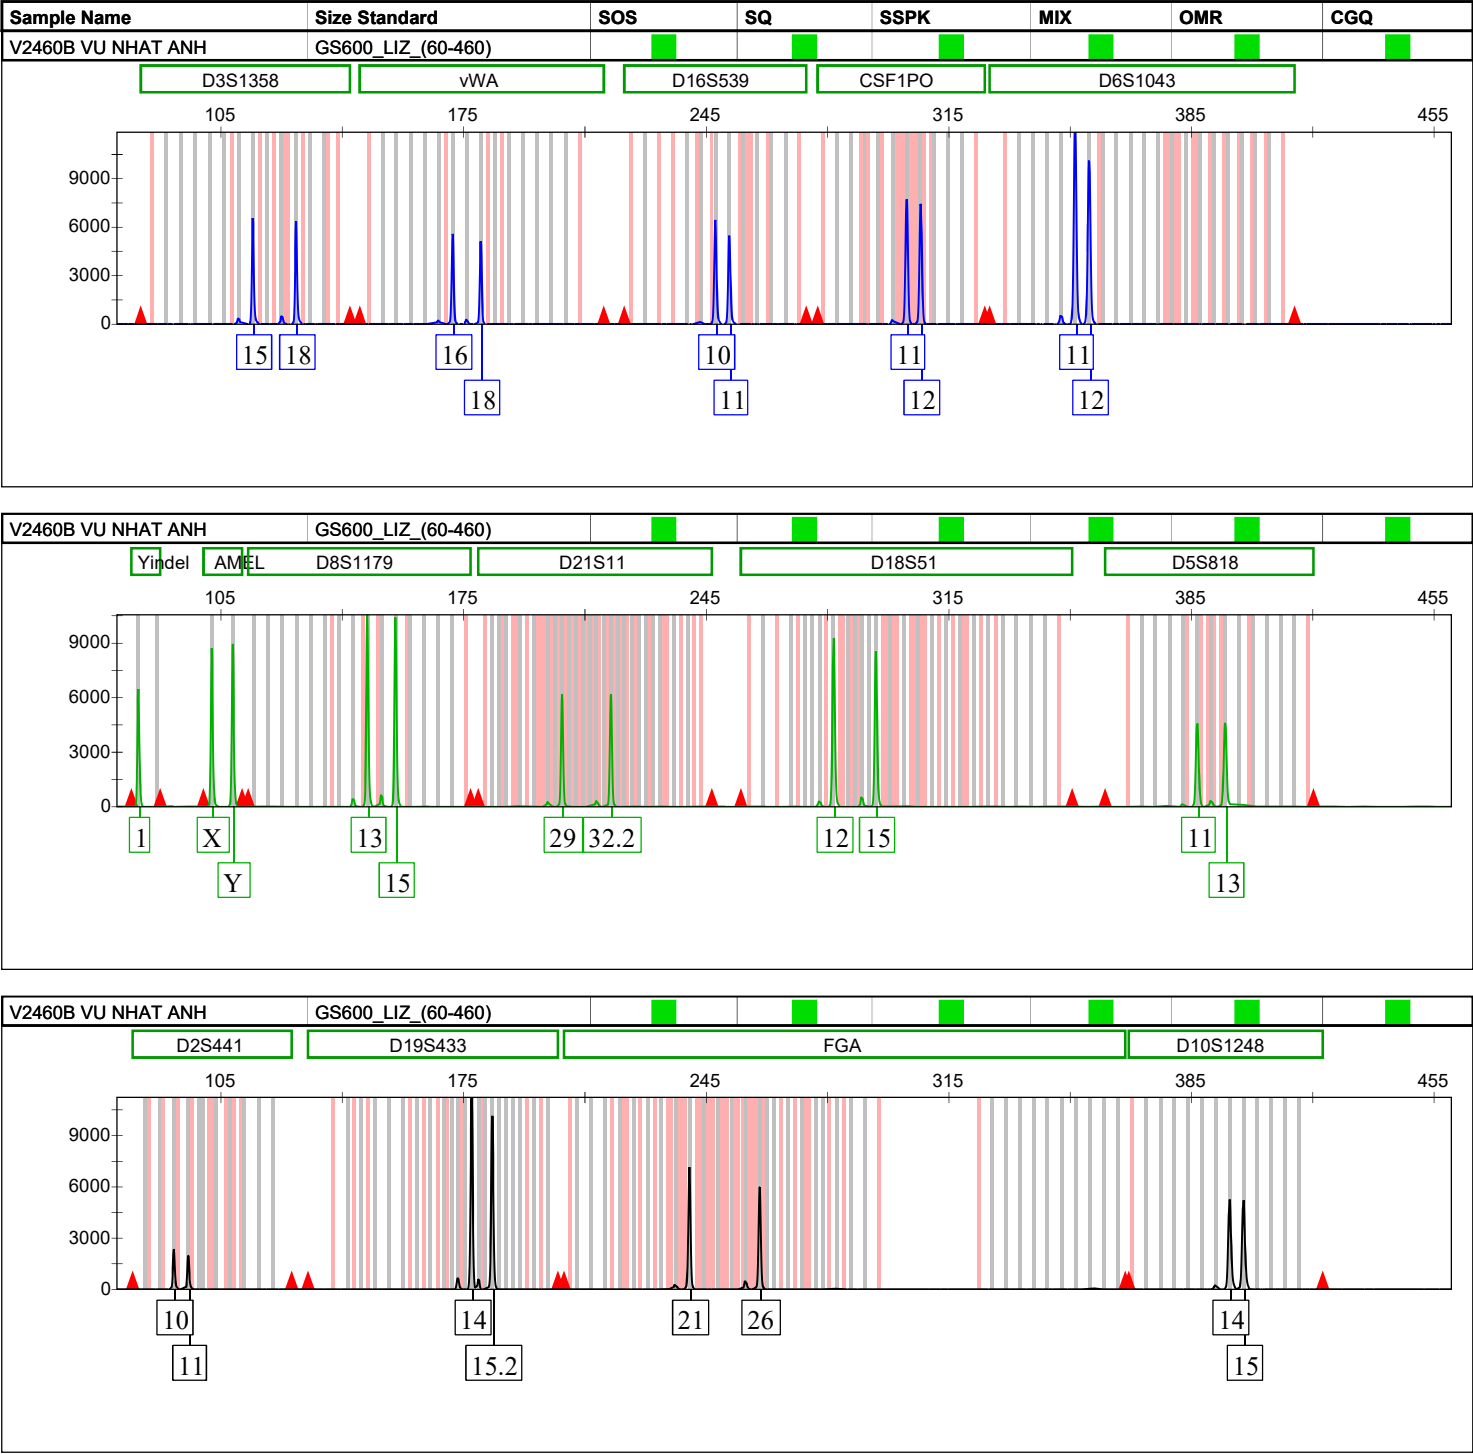 Sample Name Size Standard SOS SQ SSPK MIX OMR CGQ
V2460B VU NHAT ANH GS600_LIZ_(60-460)
D3S1358 vWA D16S539 CSF1PO D6S1043
105 175 245 315 385 455
9000
6000
3000
0
15 18 16 10 11 11
18 11 12 12
V2460B VU NHAT ANH GS600_LIZ_(60-460)
Yindel AMEL D8S1179 D21S11 D18S51 D5S818
105 175 245 315 385 455
9000
6000
3000
0
1 X 13 29 32.2 12 15 11
Y 15 13
V2460B VU NHAT ANH GS600_LIZ_(60-460)
D2S441 D19S433 FGA D10S1248
105 175 245 315 385 455
9000
6000
3000
0
10 14 21 26 14
11 15.2 15